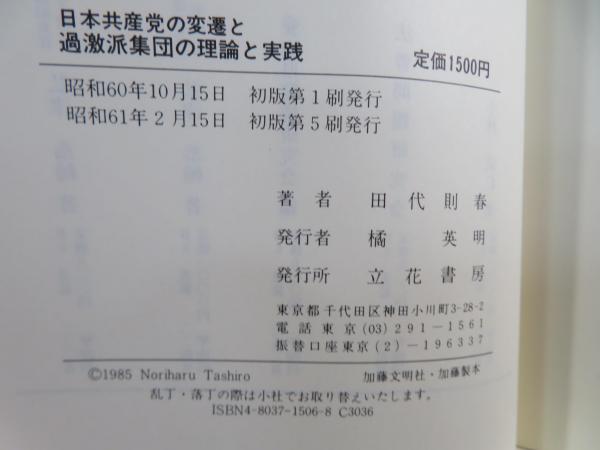 日本共産党の変遷と
過激派集団の理論と実践
定価1500円
昭和60年10月15日 初版第1刷発行
昭和61年2月15日 初版第5刷発行
著者 田代則春
発行者 橘英明
発行所 立花書房
東京都千代田区神田小川町3-28-2
電話東京(03)291-1561
振替口座東京(2)-196337
©1985 Noriharu Tashiro 加藤文明社・加藤製本
乱丁・落丁の際は小社でお取り替えいたします。
ISBN4-8037-1506-8 C3036